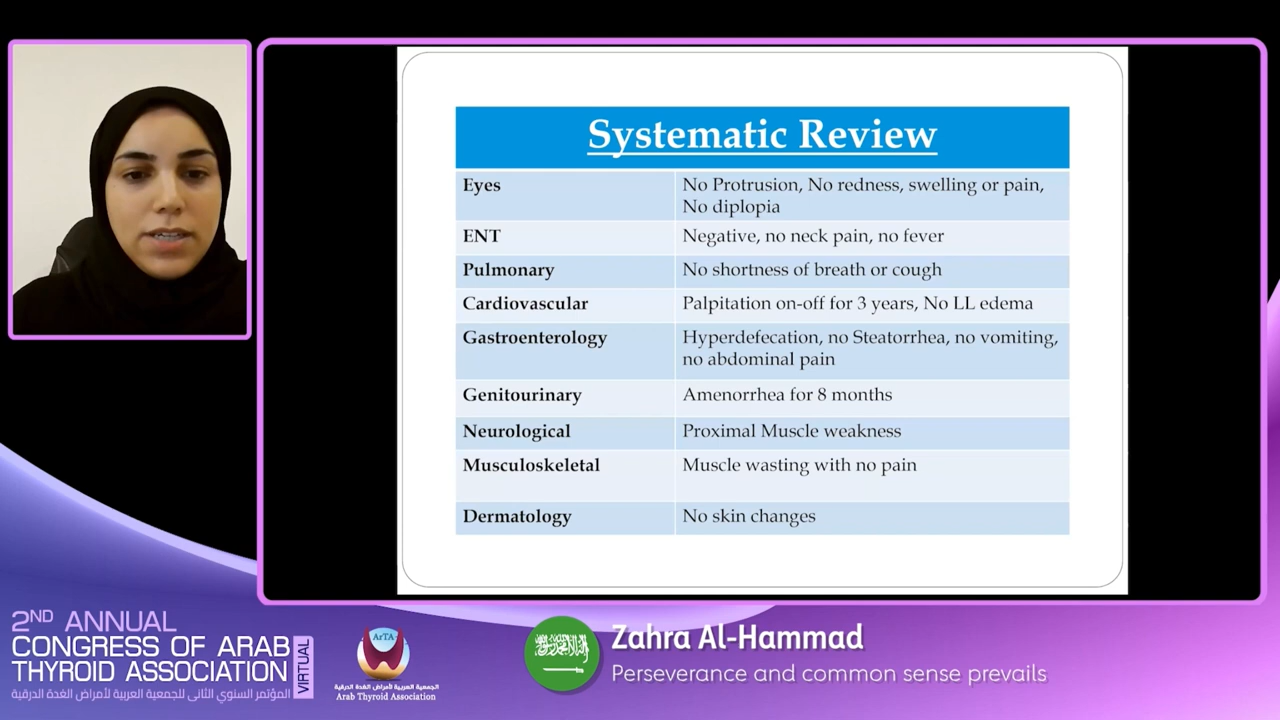 Systematic Review
Eyes
No Protrusion, No redness, swelling or pain,
No diplopia
ENT
Negative, no neck pain, no fever
Pulmonary
No shortness of breath or cough
Cardiovascular
Palpitation on-off for 3 years, No LL edema
Gastroenterology
Hyperdefecation, no Steatorrhea, no vomiting,
no abdominal pain
Genitourinary
Amenorrhea for 8 months
Neurological
Proximal Muscle weakness
Musculoskeletal
Muscle wasting with no pain
Dermatology
No skin changes
2ND ANNUAL
CONGRESS OF ARAB
THYROID ASSOCIATION
VIRTUAL
المؤتمر السنوي الثانى للجمعية العربية لأمراض الغدة الدرقية
ArTA
الجمعية العربية لأمراض الغدة الدرقية
Arab Thyroid Association
Zahra Al-Hammad
Perseverance and common sense prevails